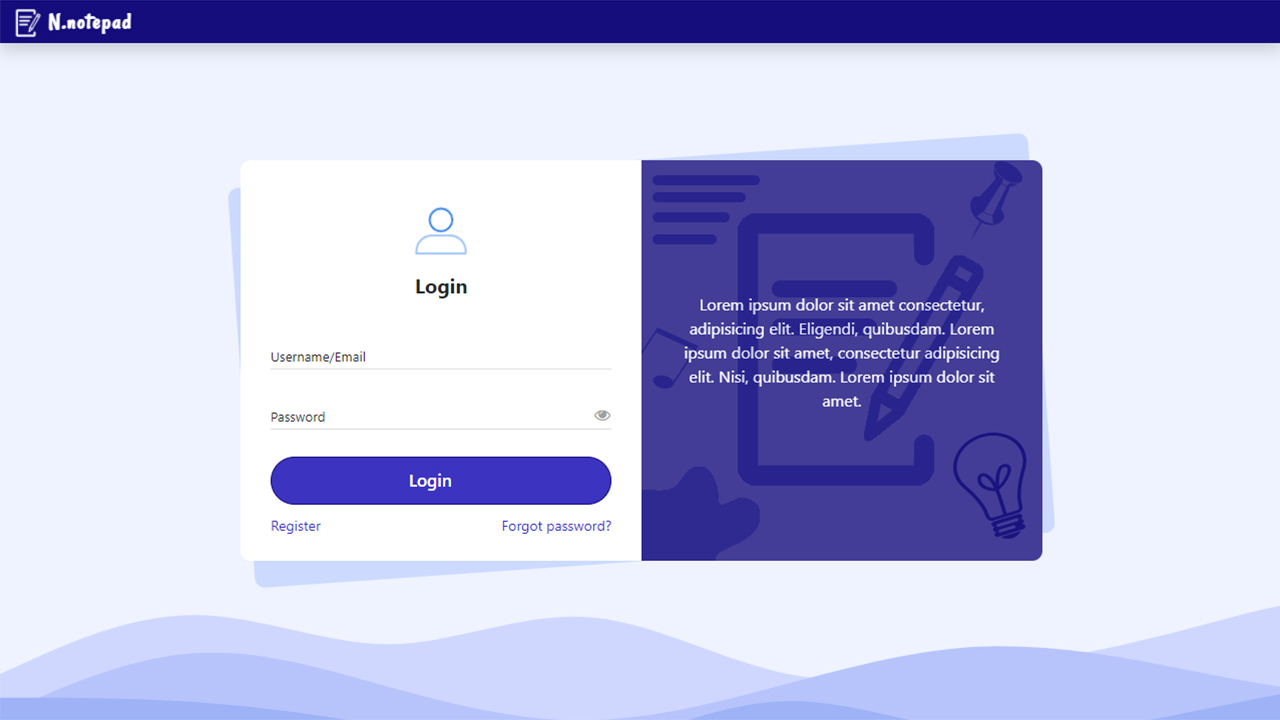 N.notepad
Login
Username/Email
Password
Login
Register
Forgot password?
Lorem ipsum dolor sit amet consectetur,
adipisicing elit. Eligendi, quibusdam. Lorem
ipsum dolor sit amet, consectetur adipisicing
elit. Nisi, quibusdam. Lorem ipsum dolor sit
amet.